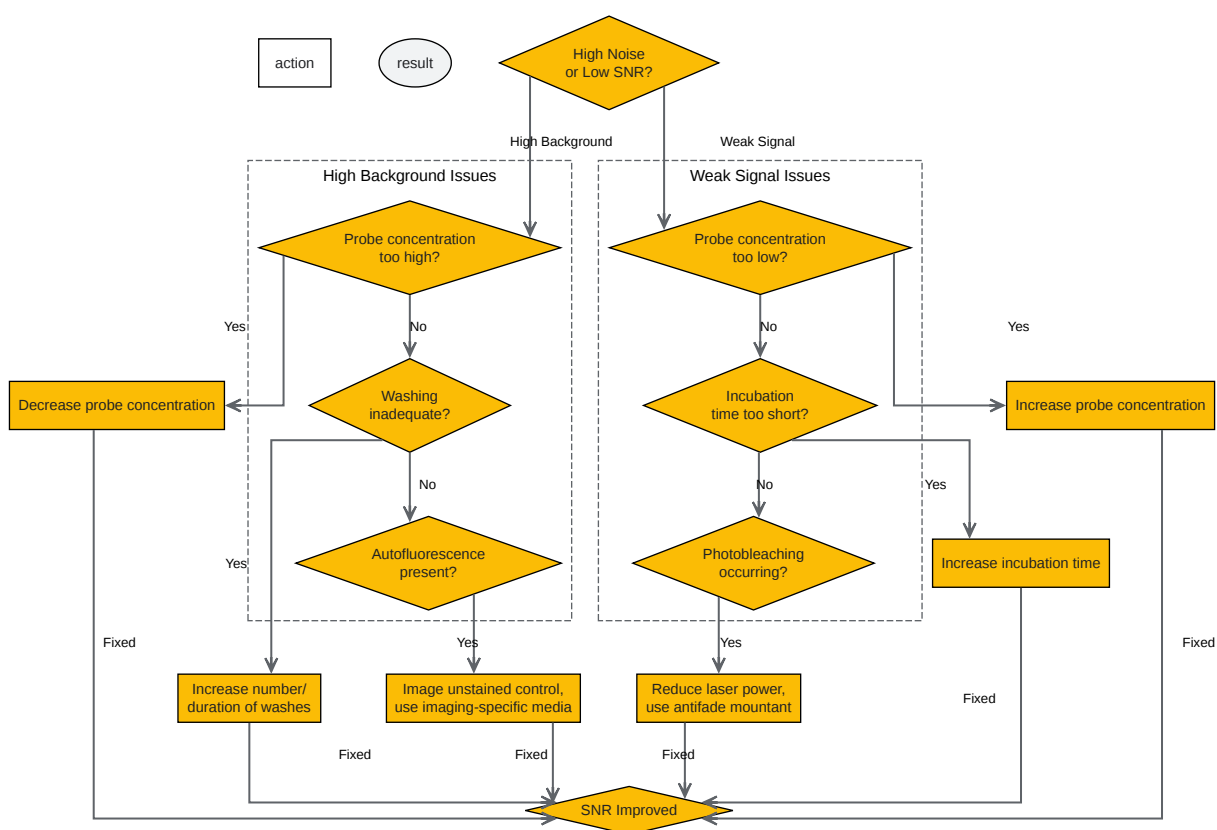 action
result
High Noise
or Low SNR?
High Background
Weak Signal
High Background Issues
Weak Signal Issues
Probe concentration
too high?
Probe concentration
too low?
Yes
No
No
Yes
Decrease probe concentration
Washing
inadequate?
Incubation
time too short?
Increase probe concentration
No
No
Yes
Yes
Autofluorescence
present?
Photobleaching
occurring?
Increase incubation time
Fixed
Yes
Yes
Fixed
Increase number/
duration of washes
Image unstained control,
use imaging-specific media
Reduce laser power,
use antifade mountant
Fixed
Fixed
Fixed
Fixed
SNR Improved